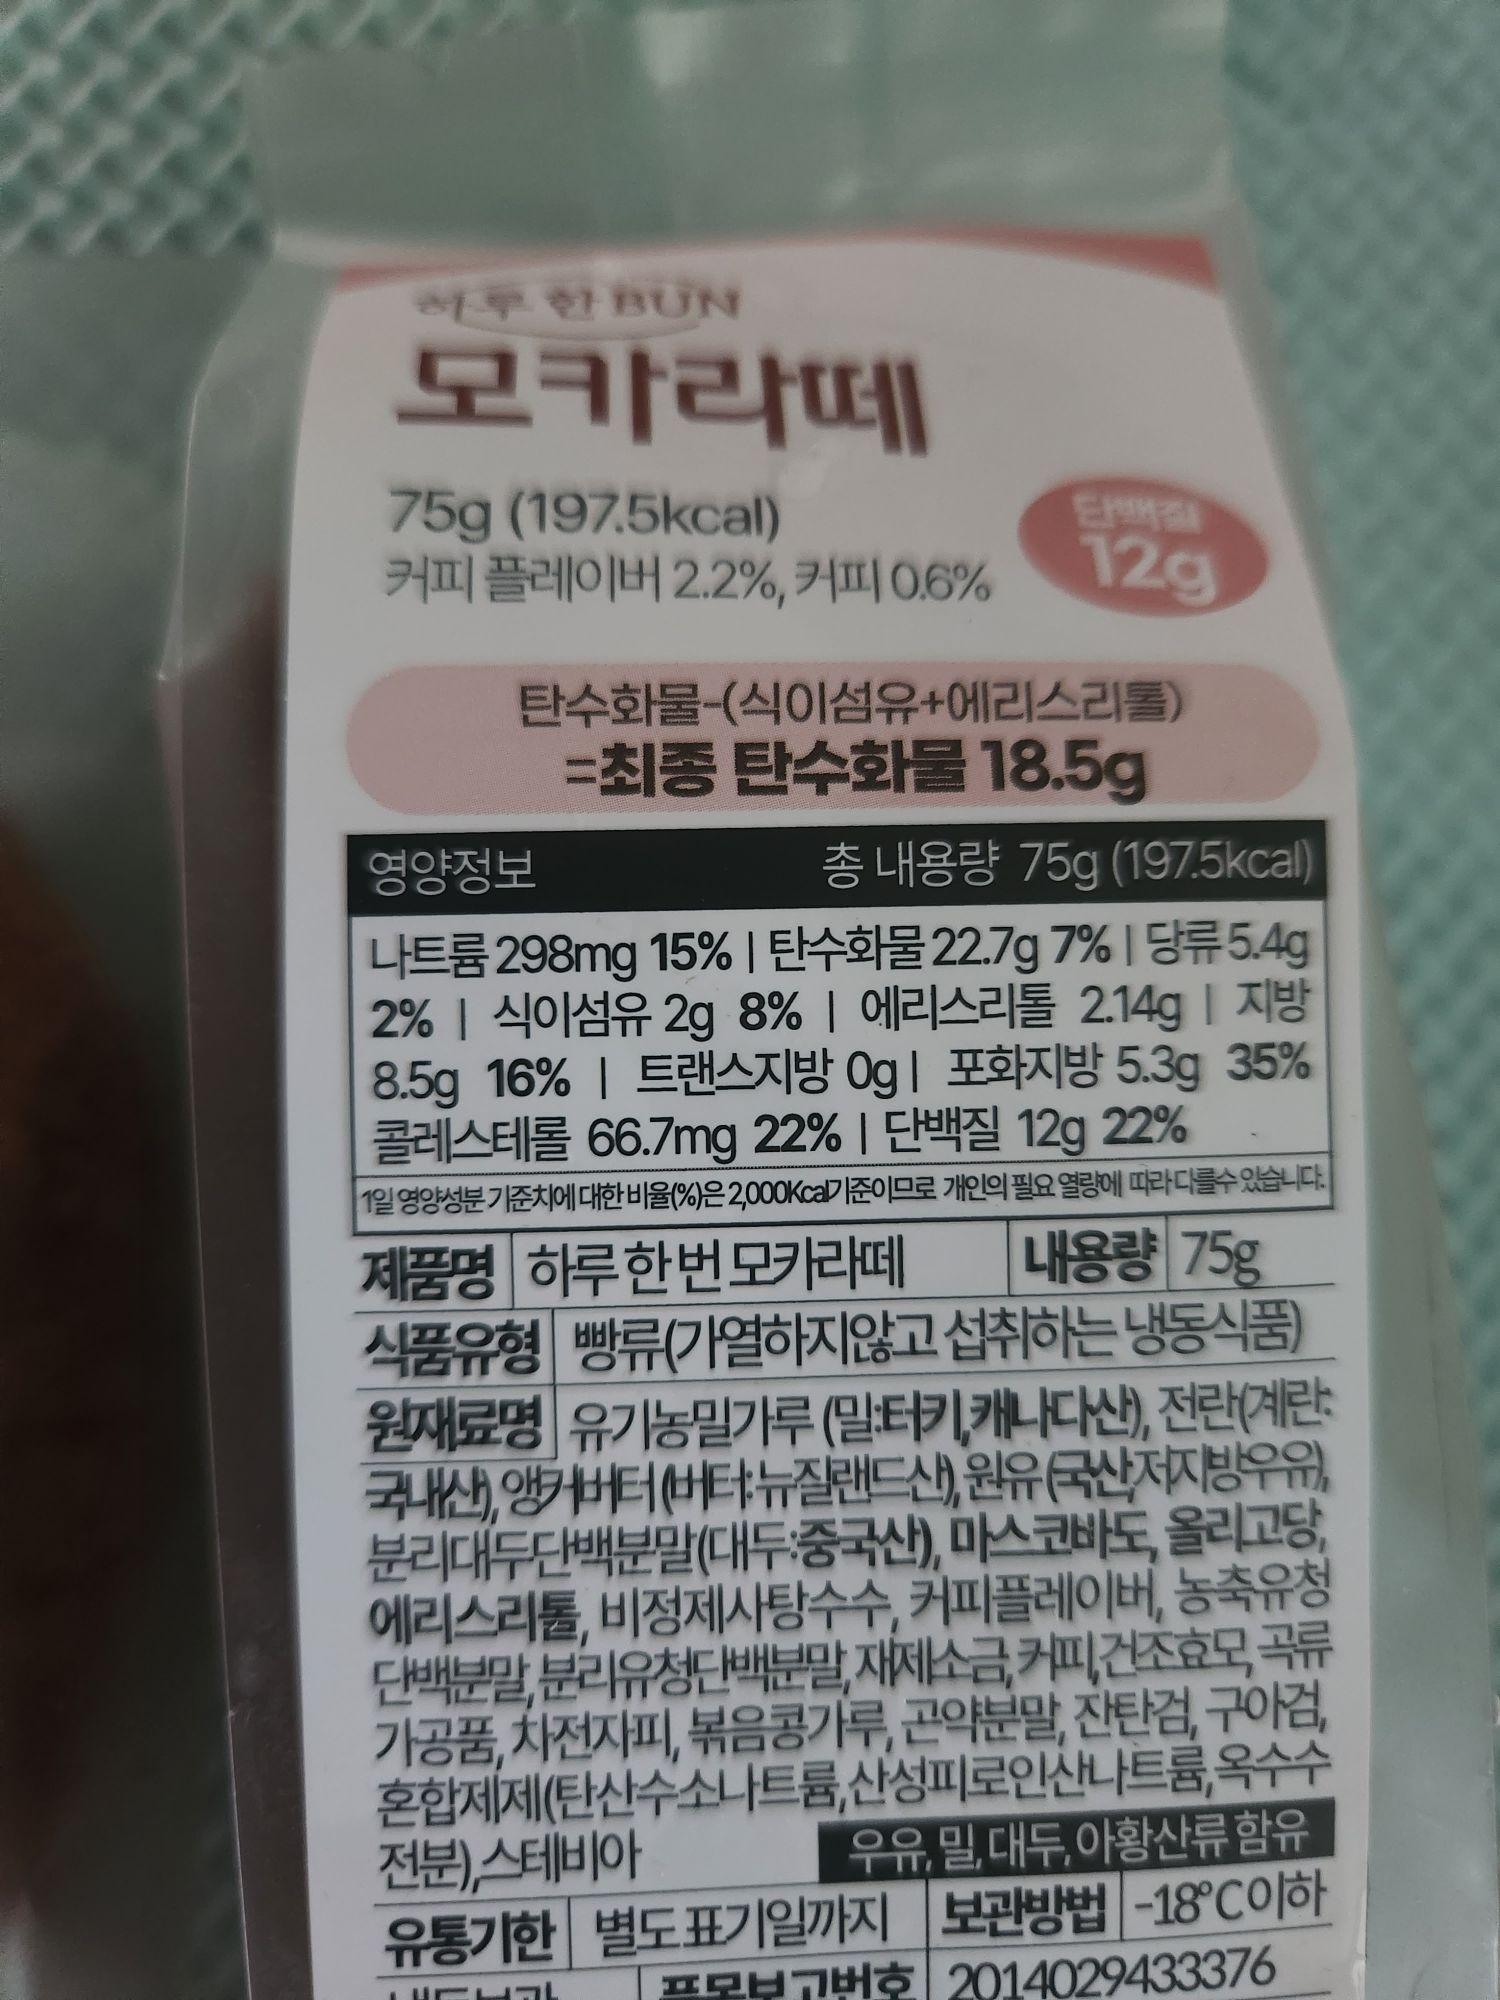 하루 한 BUN
모카라떼
75g (197.5kcal)
커피 플레이버 2.2%, 커피 0.6%
단백질
12g
탄수화물-(식이섬유+에리스리톨)
=최종 탄수화물 18.5g
영양정보 총 내용량 75g (197.5kcal)
나트륨 298mg 15% | 탄수화물 22.7g 7% | 당류 5.4g
2% | 식이섬유 2g 8% | 에리스리톨 2.14g | 지방
8.5g 16% | 트랜스지방 0g | 포화지방 5.3g 35%
콜레스테롤 66.7mg 22% | 단백질 12g 22%
1일 영양성분 기준치에 대한 비율(%)은 2,000Kcal기준이므로 개인의 필요 열량에 따라 다를수 있습니다.
제품명 하루 한 번 모카라떼 내용량 75g
식품유형 빵류(가열하지않고 섭취하는 냉동식품)
원재료명 유기농밀가루 (밀:터키,캐나다산), 전란(계란:
국내산), 앵커버터(버터:뉴질랜드산), 원유(국산,저지방우유),
분리대두단백분말(대두:중국산), 마스코바도, 올리고당,
에리스리톨, 비정제사탕수수, 커피플레이버, 농축유청
단백분말, 분리유청단백분말, 재제소금, 커피, 건조효모, 곡류
가공품, 차전자피, 볶음콩가루, 곤약분말, 잔탄검, 구아검,
혼합제제(탄산수소나트륨,산성피로인산나트륨,옥수수
전분),스테비아 우유, 밀, 대두, 아황산류 함유
유통기한 별도 표기일까지 보관방법 -18℃이하
품목보고번호 2014029433376